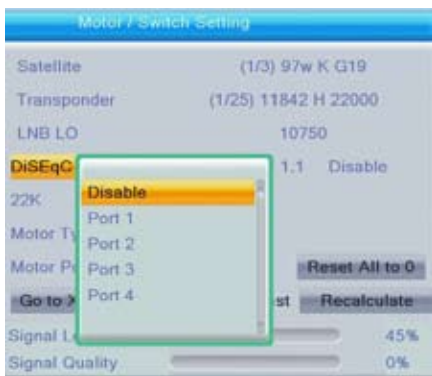 Motor / Switch Setting
Satellite (1/3) 97w K G19
Transponder (1/25) 11842 H 22000
LNB LO 10750
DiSEqC 1.1 Disable
Disable
22K
Port 1
Motor Ty
Port 2
Motor Po Port 3 Reset All to 0
Go to X Port 4 st Recalculate
Signal L 45%
Signal Quality 0%